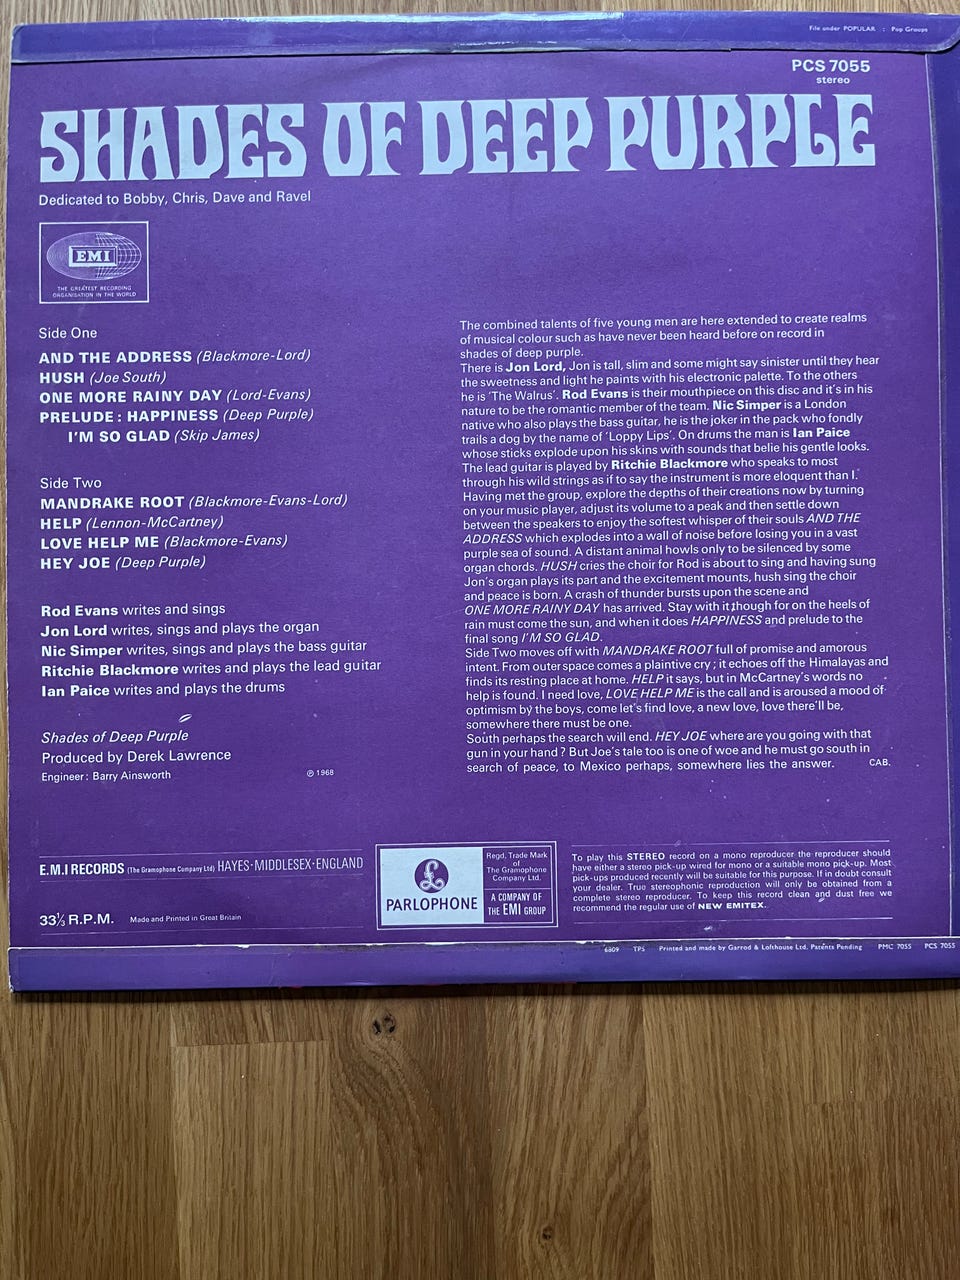 File under POPULAR : Pop Groups
PCS 7055
stereo
SHADES OF DEEP PURPLE
Dedicated to Bobby, Chris, Dave and Ravel
EMI
THE GREATEST RECORDING
ORGANISATION IN THE WORLD
Side One
AND THE ADDRESS (Blackmore-Lord)
HUSH (Joe South)
ONE MORE RAINY DAY (Lord-Evans)
PRELUDE : HAPPINESS (Deep Purple)
I'M SO GLAD (Skip James)
Side Two
MANDRAKE ROOT (Blackmore-Evans-Lord)
HELP (Lennon-McCartney)
LOVE HELP ME (Blackmore-Evans)
HEY JOE (Deep Purple)
Rod Evans writes and sings
Jon Lord writes, sings and plays the organ
Nic Simper writes, sings and plays the bass guitar
Ritchie Blackmore writes and plays the lead guitar
Ian Paice writes and plays the drums
Shades of Deep Purple
Produced by Derek Lawrence
Engineer: Barry Ainsworth
℗ 1968
The combined talents of five young men are here extended to create realms
of musical colour such as have never been heard before on record in
shades of deep purple.
There is Jon Lord, Jon is tall, slim and some might say sinister until they hear
the sweetness and light he paints with his electronic palette. To the others
he is 'The Walrus'. Rod Evans is their mouthpiece on this disc and it's in his
nature to be the romantic member of the team. Nic Simper is a London
native who also plays the bass guitar, he is the joker in the pack who fondly
trails a dog by the name of 'Loppy Lips'. On drums the man is Ian Paice
whose sticks explode upon his skins with sounds that belie his gentle looks.
The lead guitar is played by Ritchie Blackmore who speaks to most
through his wild strings as if to say the instrument is more eloquent than I.
Having met the group, explore the depths of their creations now by turning
on your music player, adjust its volume to a peak and then settle down
between the speakers to enjoy the softest whisper of their souls AND THE
ADDRESS which explodes into a wall of noise before losing you in a vast
purple sea of sound. A distant animal howls only to be silenced by some
organ chords. HUSH cries the choir for Rod is about to sing and having sung
Jon's organ plays its part and the excitement mounts, hush sing the choir
and peace is born. A crash of thunder bursts upon the scene and
ONE MORE RAINY DAY has arrived. Stay with it though for on the heels of
rain must come the sun, and when it does HAPPINESS and prelude to the
final song I'M SO GLAD.
Side Two moves off with MANDRAKE ROOT full of promise and amorous
intent. From outer space comes a plaintive cry ; it echoes off the Himalayas and
finds its resting place at home. HELP it says, but in McCartney's words no
help is found. I need love, LOVE HELP ME is the call and is aroused a mood of
optimism by the boys, come let's find love, a new love, love there'll be,
somewhere there must be one.
South perhaps the search will end. HEY JOE where are you going with that
gun in your hand ? But Joe's tale too is one of woe and he must go south in
search of peace, to Mexico perhaps, somewhere lies the answer. CAB.
E.M.I RECORDS (The Gramophone Company Ltd) HAYES·MIDDLESEX·ENGLAND
33⅓ R.P.M. Made and Printed in Great Britain
£
PARLOPHONE
Regd. Trade Mark
of
The Gramophone
Company Ltd.
A COMPANY OF
THE EMI GROUP
To play this STEREO record on a mono reproducer the reproducer should
have either a stereo pick-up wired for mono or a suitable mono pick-up. Most
pick-ups produced recently will be suitable for this purpose. If in doubt consult
your dealer. True stereophonic reproduction will only be obtained from a
complete stereo reproducer. To keep this record clean and dust free we
recommend the regular use of NEW EMITEX.
6809 TPS Printed and made by Garrod & Lofthouse Ltd. Patents Pending PMC 7055 PCS 7055